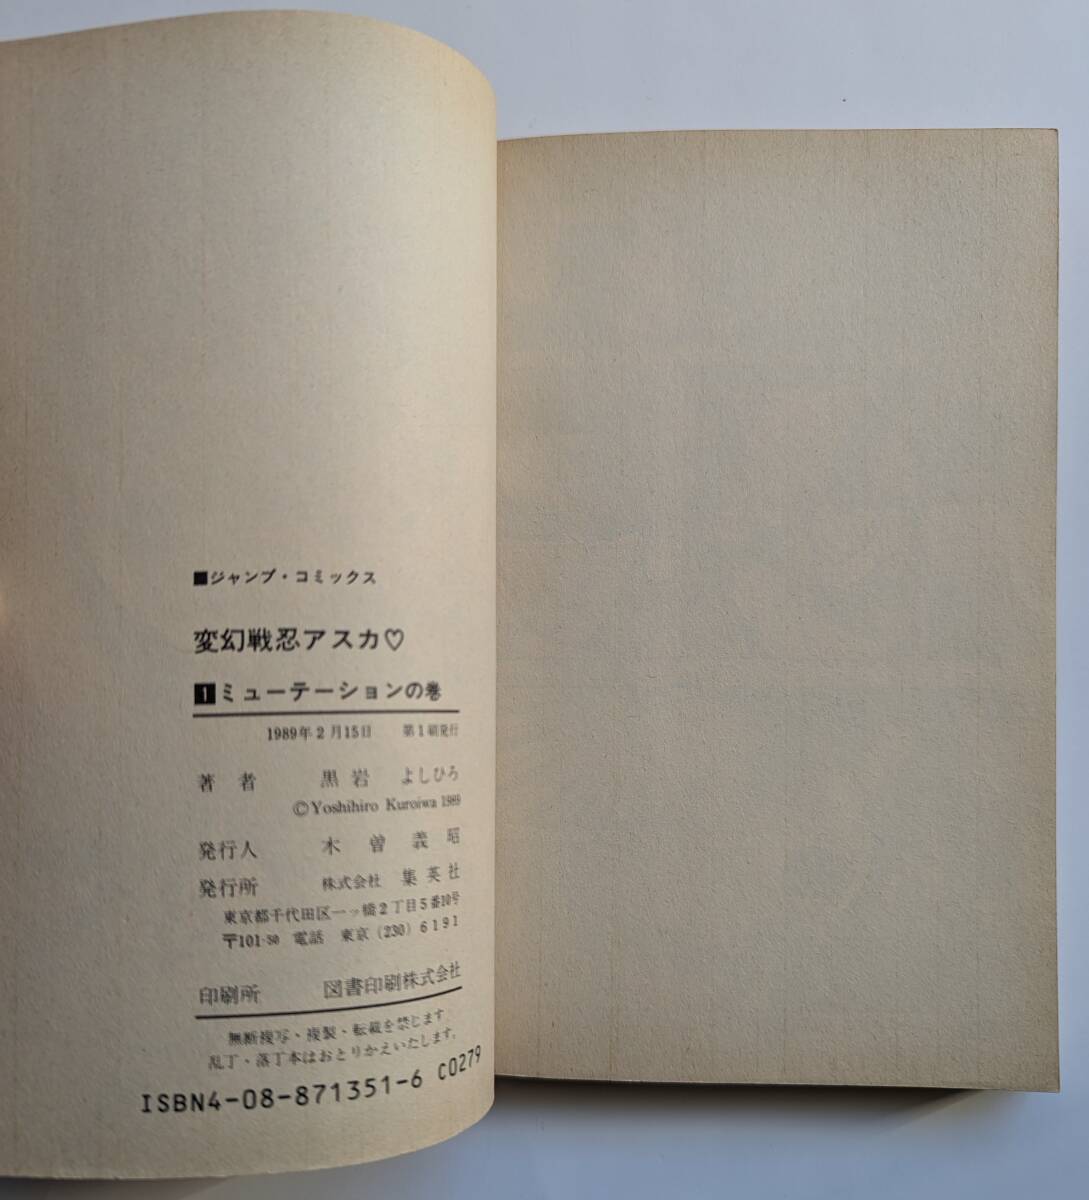 ■ジャンプ・コミックス
変幻戦忍アスカ♡
1ミューテーションの巻
1989年2月15日 第1刷発行
著者 黒岩 よしひろ
©Yoshihiro Kuroiwa 1989
発行人 木曽義昭
発行所 株式会社 集英社
東京都千代田区一ッ橋2丁目5番10号
〒101-50 電話 東京(230)6191
印刷所 図書印刷株式会社
無断複写・複製・転載を禁じます
乱丁・落丁本はおとりかえいたします。
ISBN4-08-871351-6 C0279